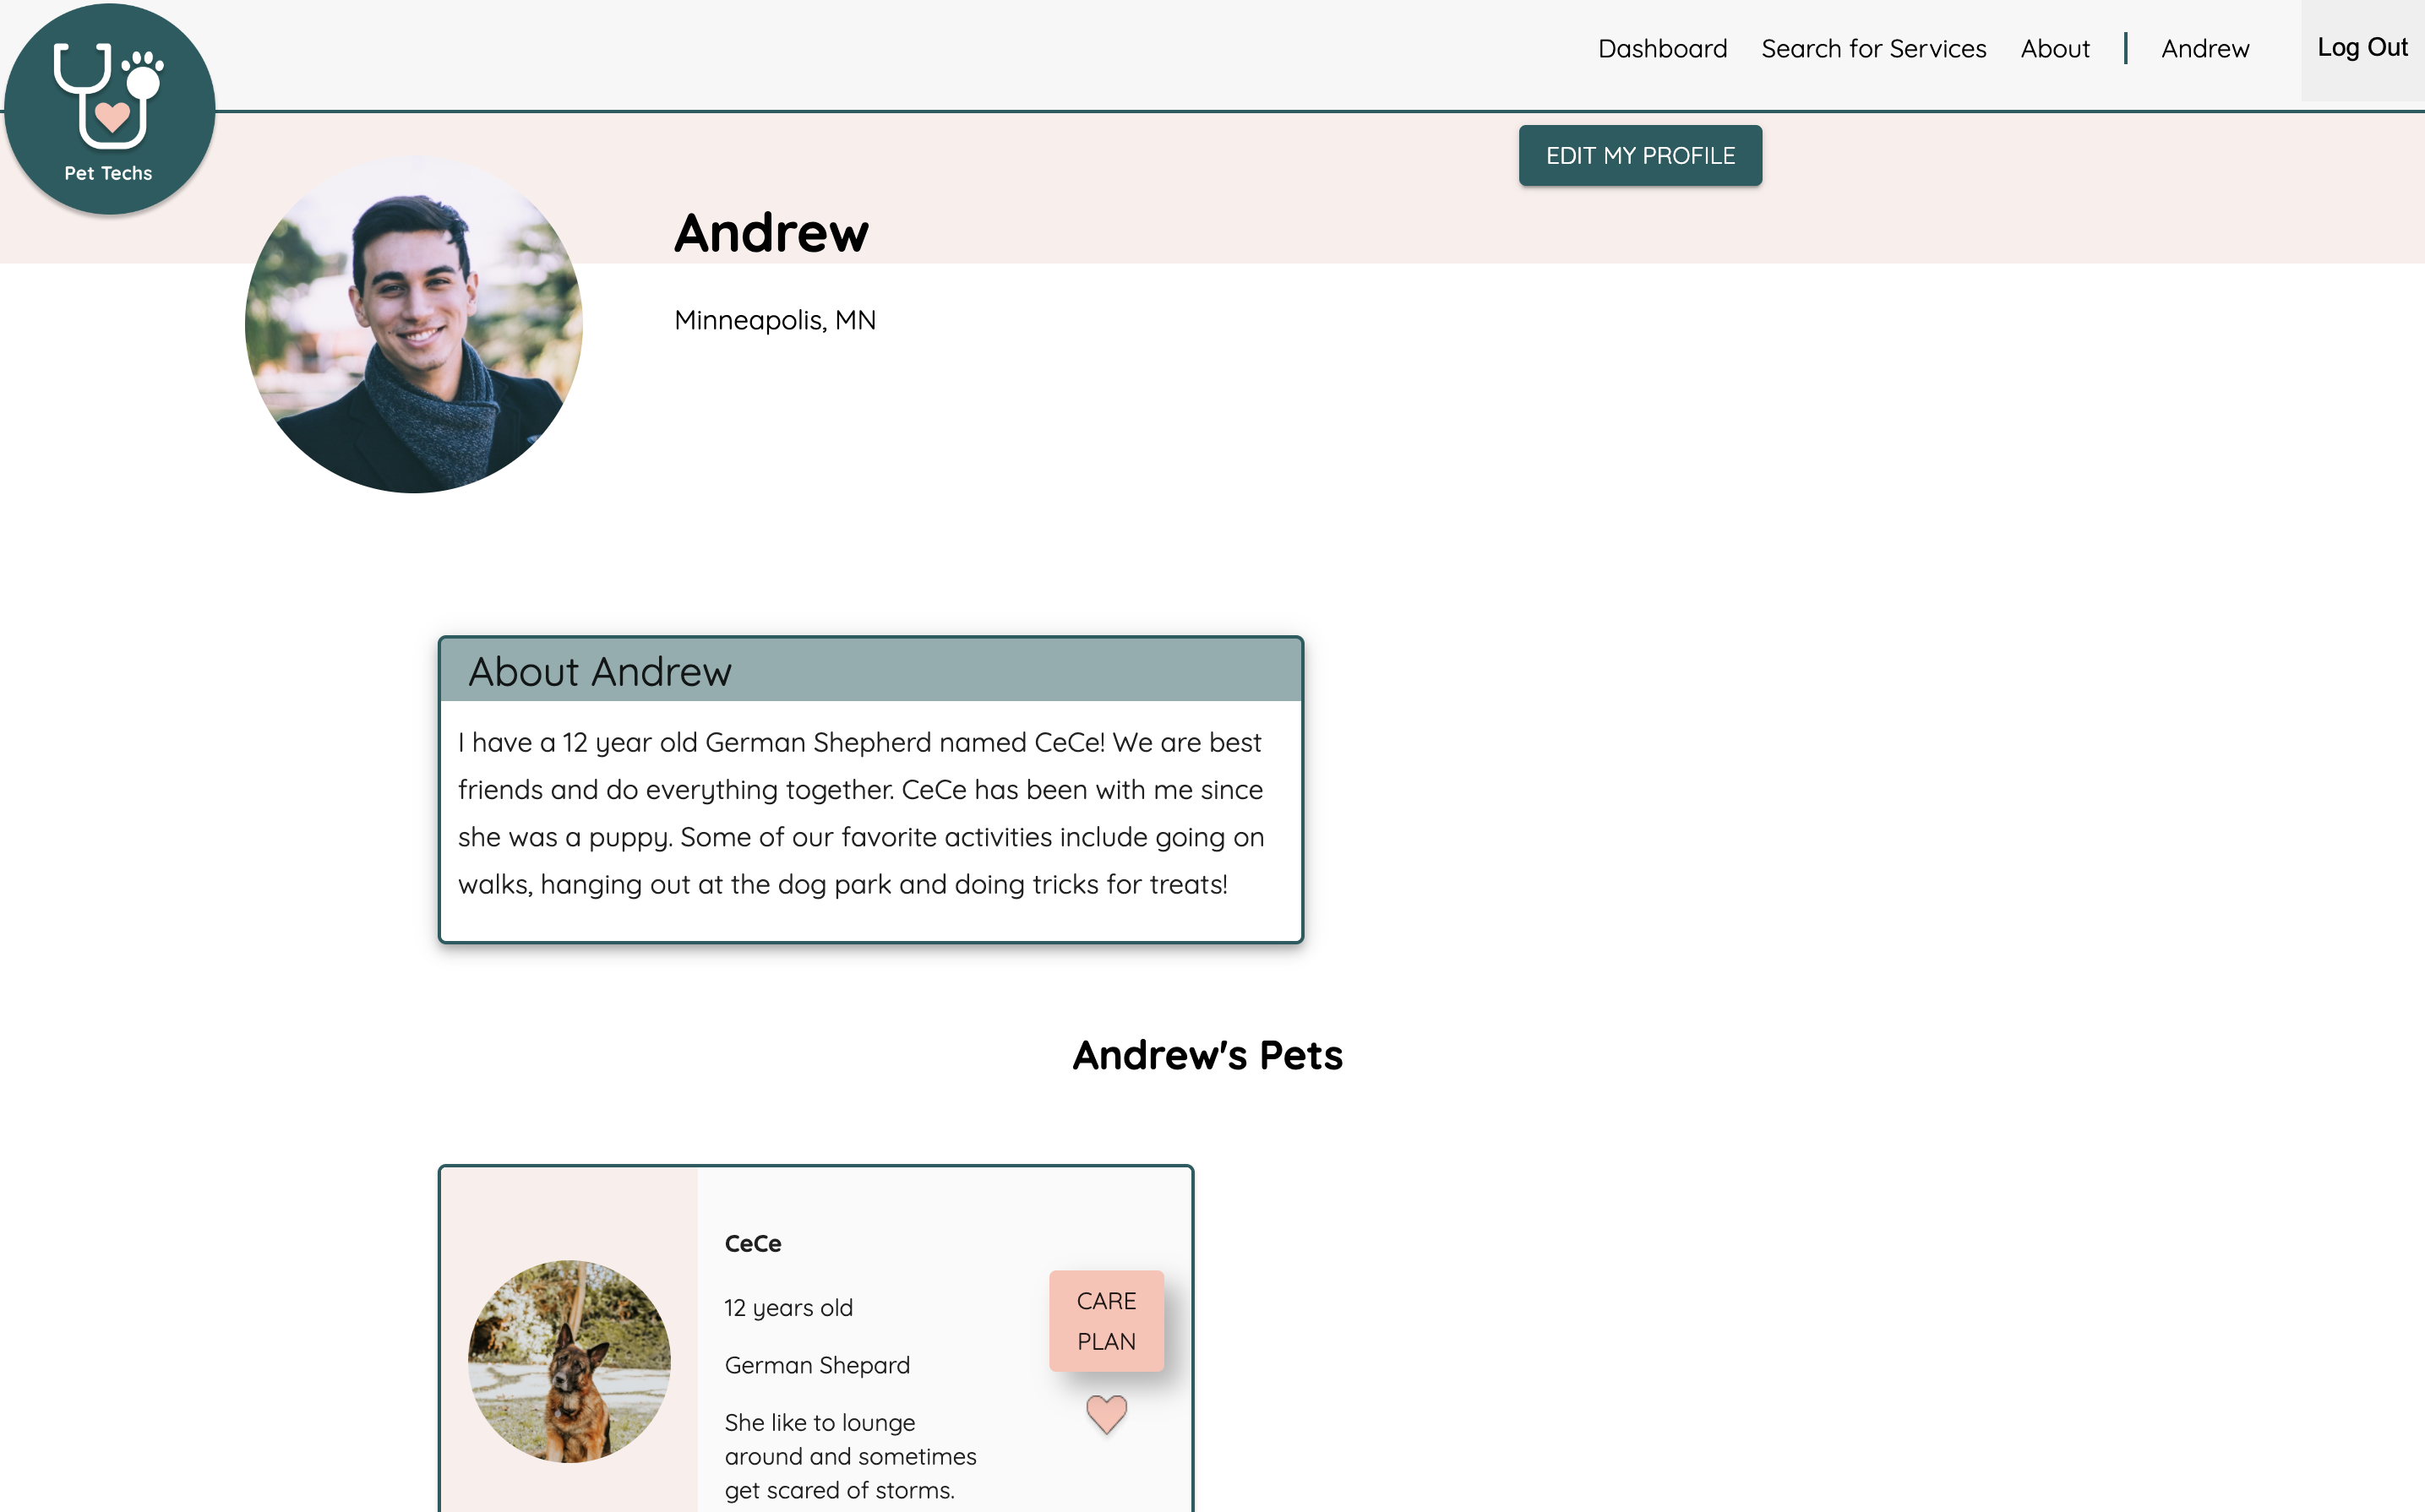 Dashboard Search for Services About Andrew Log Out
Pet Techs
EDIT MY PROFILE
Andrew
Minneapolis, MN
About Andrew
I have a 12 year old German Shepherd named CeCe! We are best
friends and do everything together. CeCe has been with me since
she was a puppy. Some of our favorite activities include going on
walks, hanging out at the dog park and doing tricks for treats!
Andrew's Pets
CeCe
12 years old
German Shepard
She like to lounge
around and sometimes
get scared of storms.
CARE
PLAN